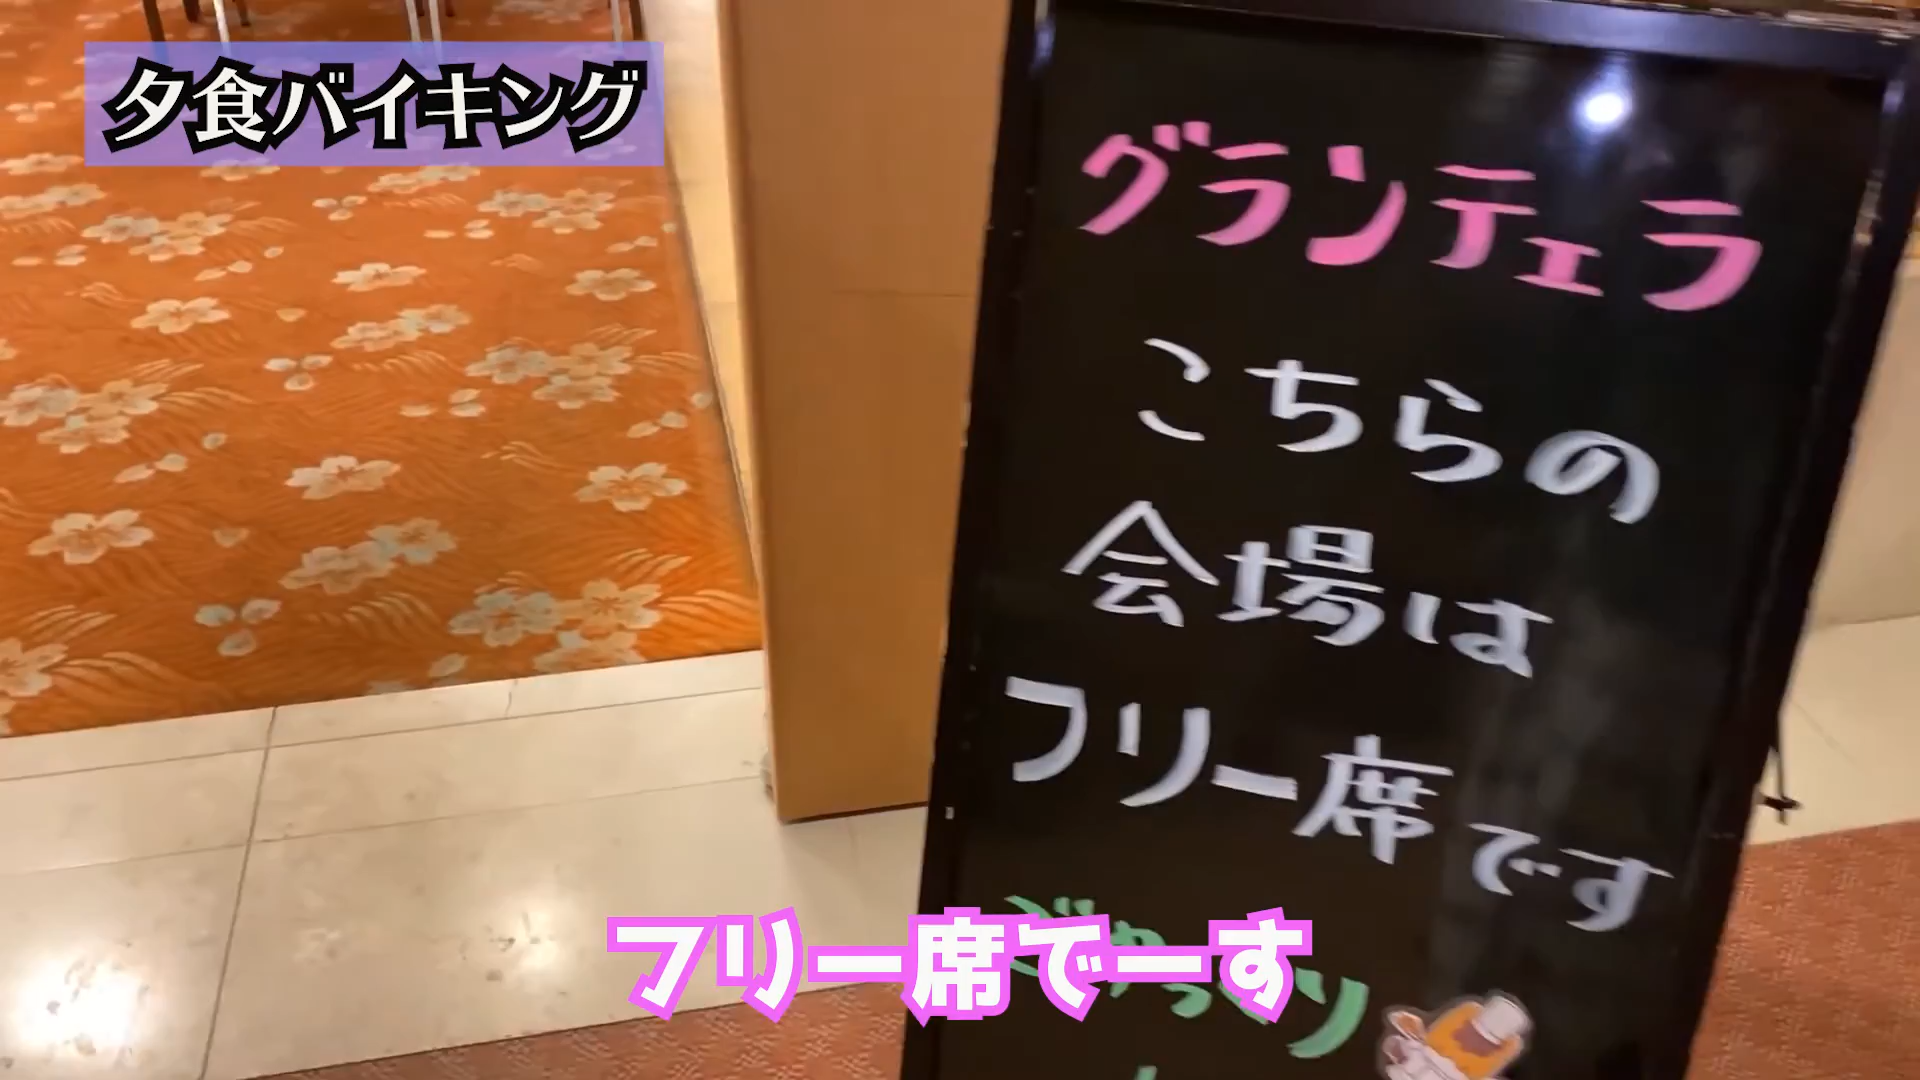 夕食バイキング
グランテェラ
こちらの
会場は
フリー席です
フリー席でーす